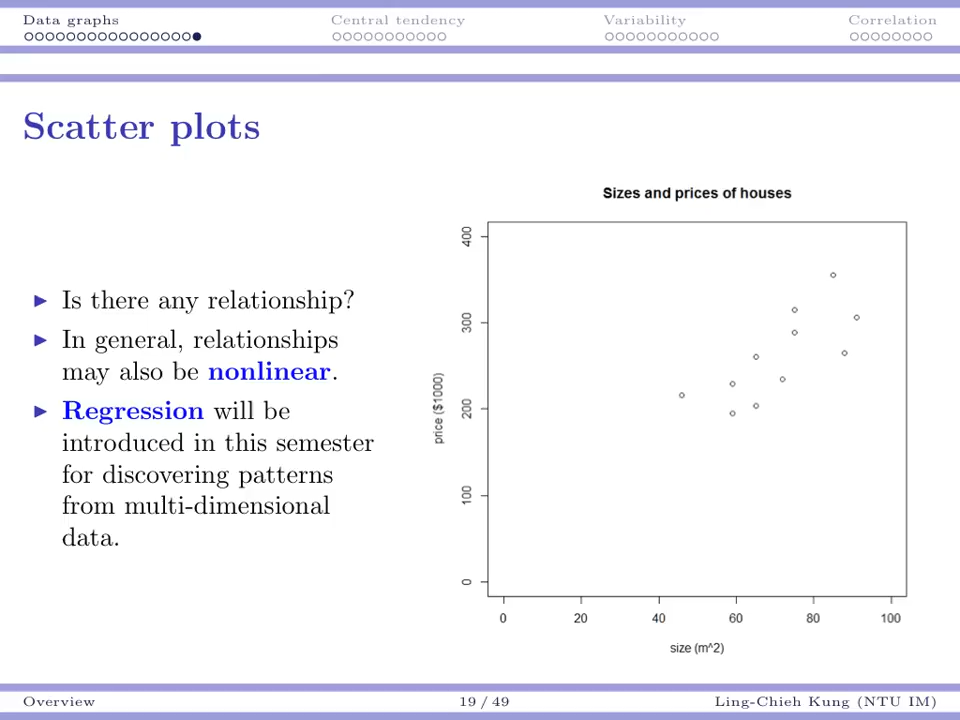 Data graphs Central tendency Variability Correlation
Scatter plots
Sizes and prices of houses
Is there any relationship?
In general, relationships
may also be nonlinear.
Regression will be
introduced in this semester
for discovering patterns
from multi-dimensional
data.
400
300
200
100
0
price ($1000)
0 20 40 60 80 100
size (m^2)
Overview 19 / 49 Ling-Chieh Kung (NTU IM)